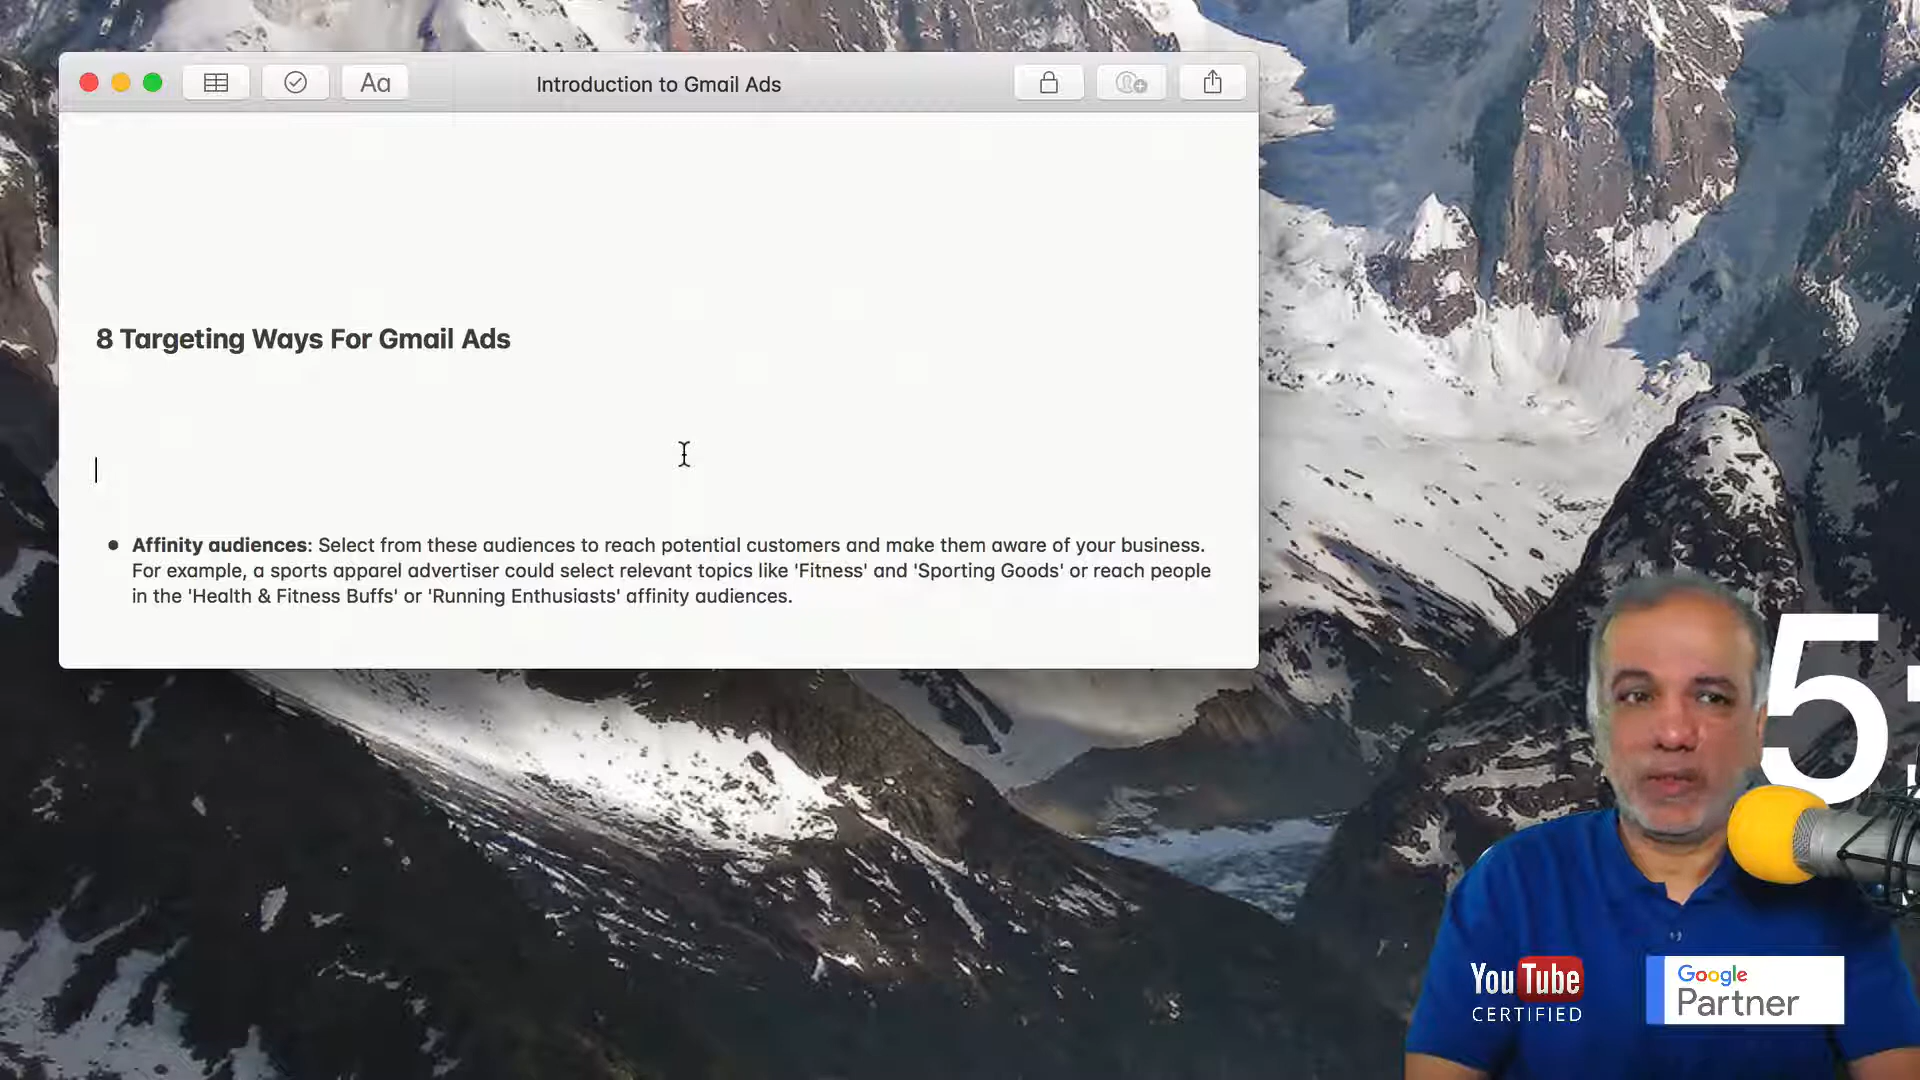 Aa
Introduction to Gmail Ads
8 Targeting Ways For Gmail Ads
• Affinity audiences: Select from these audiences to reach potential customers and make them aware of your business.
For example, a sports apparel advertiser could select relevant topics like 'Fitness' and 'Sporting Goods' or reach people
in the 'Health & Fitness Buffs' or 'Running Enthusiasts' affinity audiences.
5:
YouTube
CERTIFIED
Google
Partner